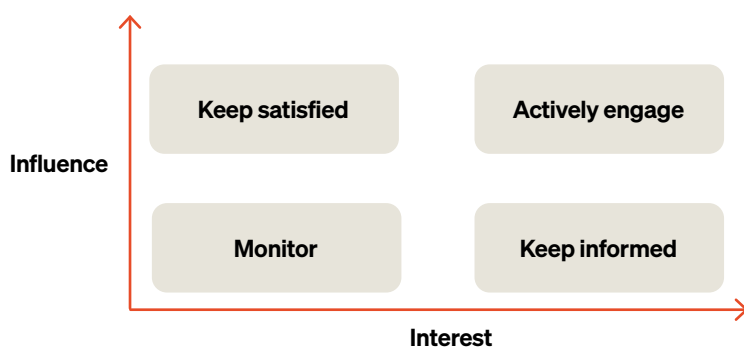 Keep satisfied
Actively engage
Influence
Monitor
Keep informed
Interest